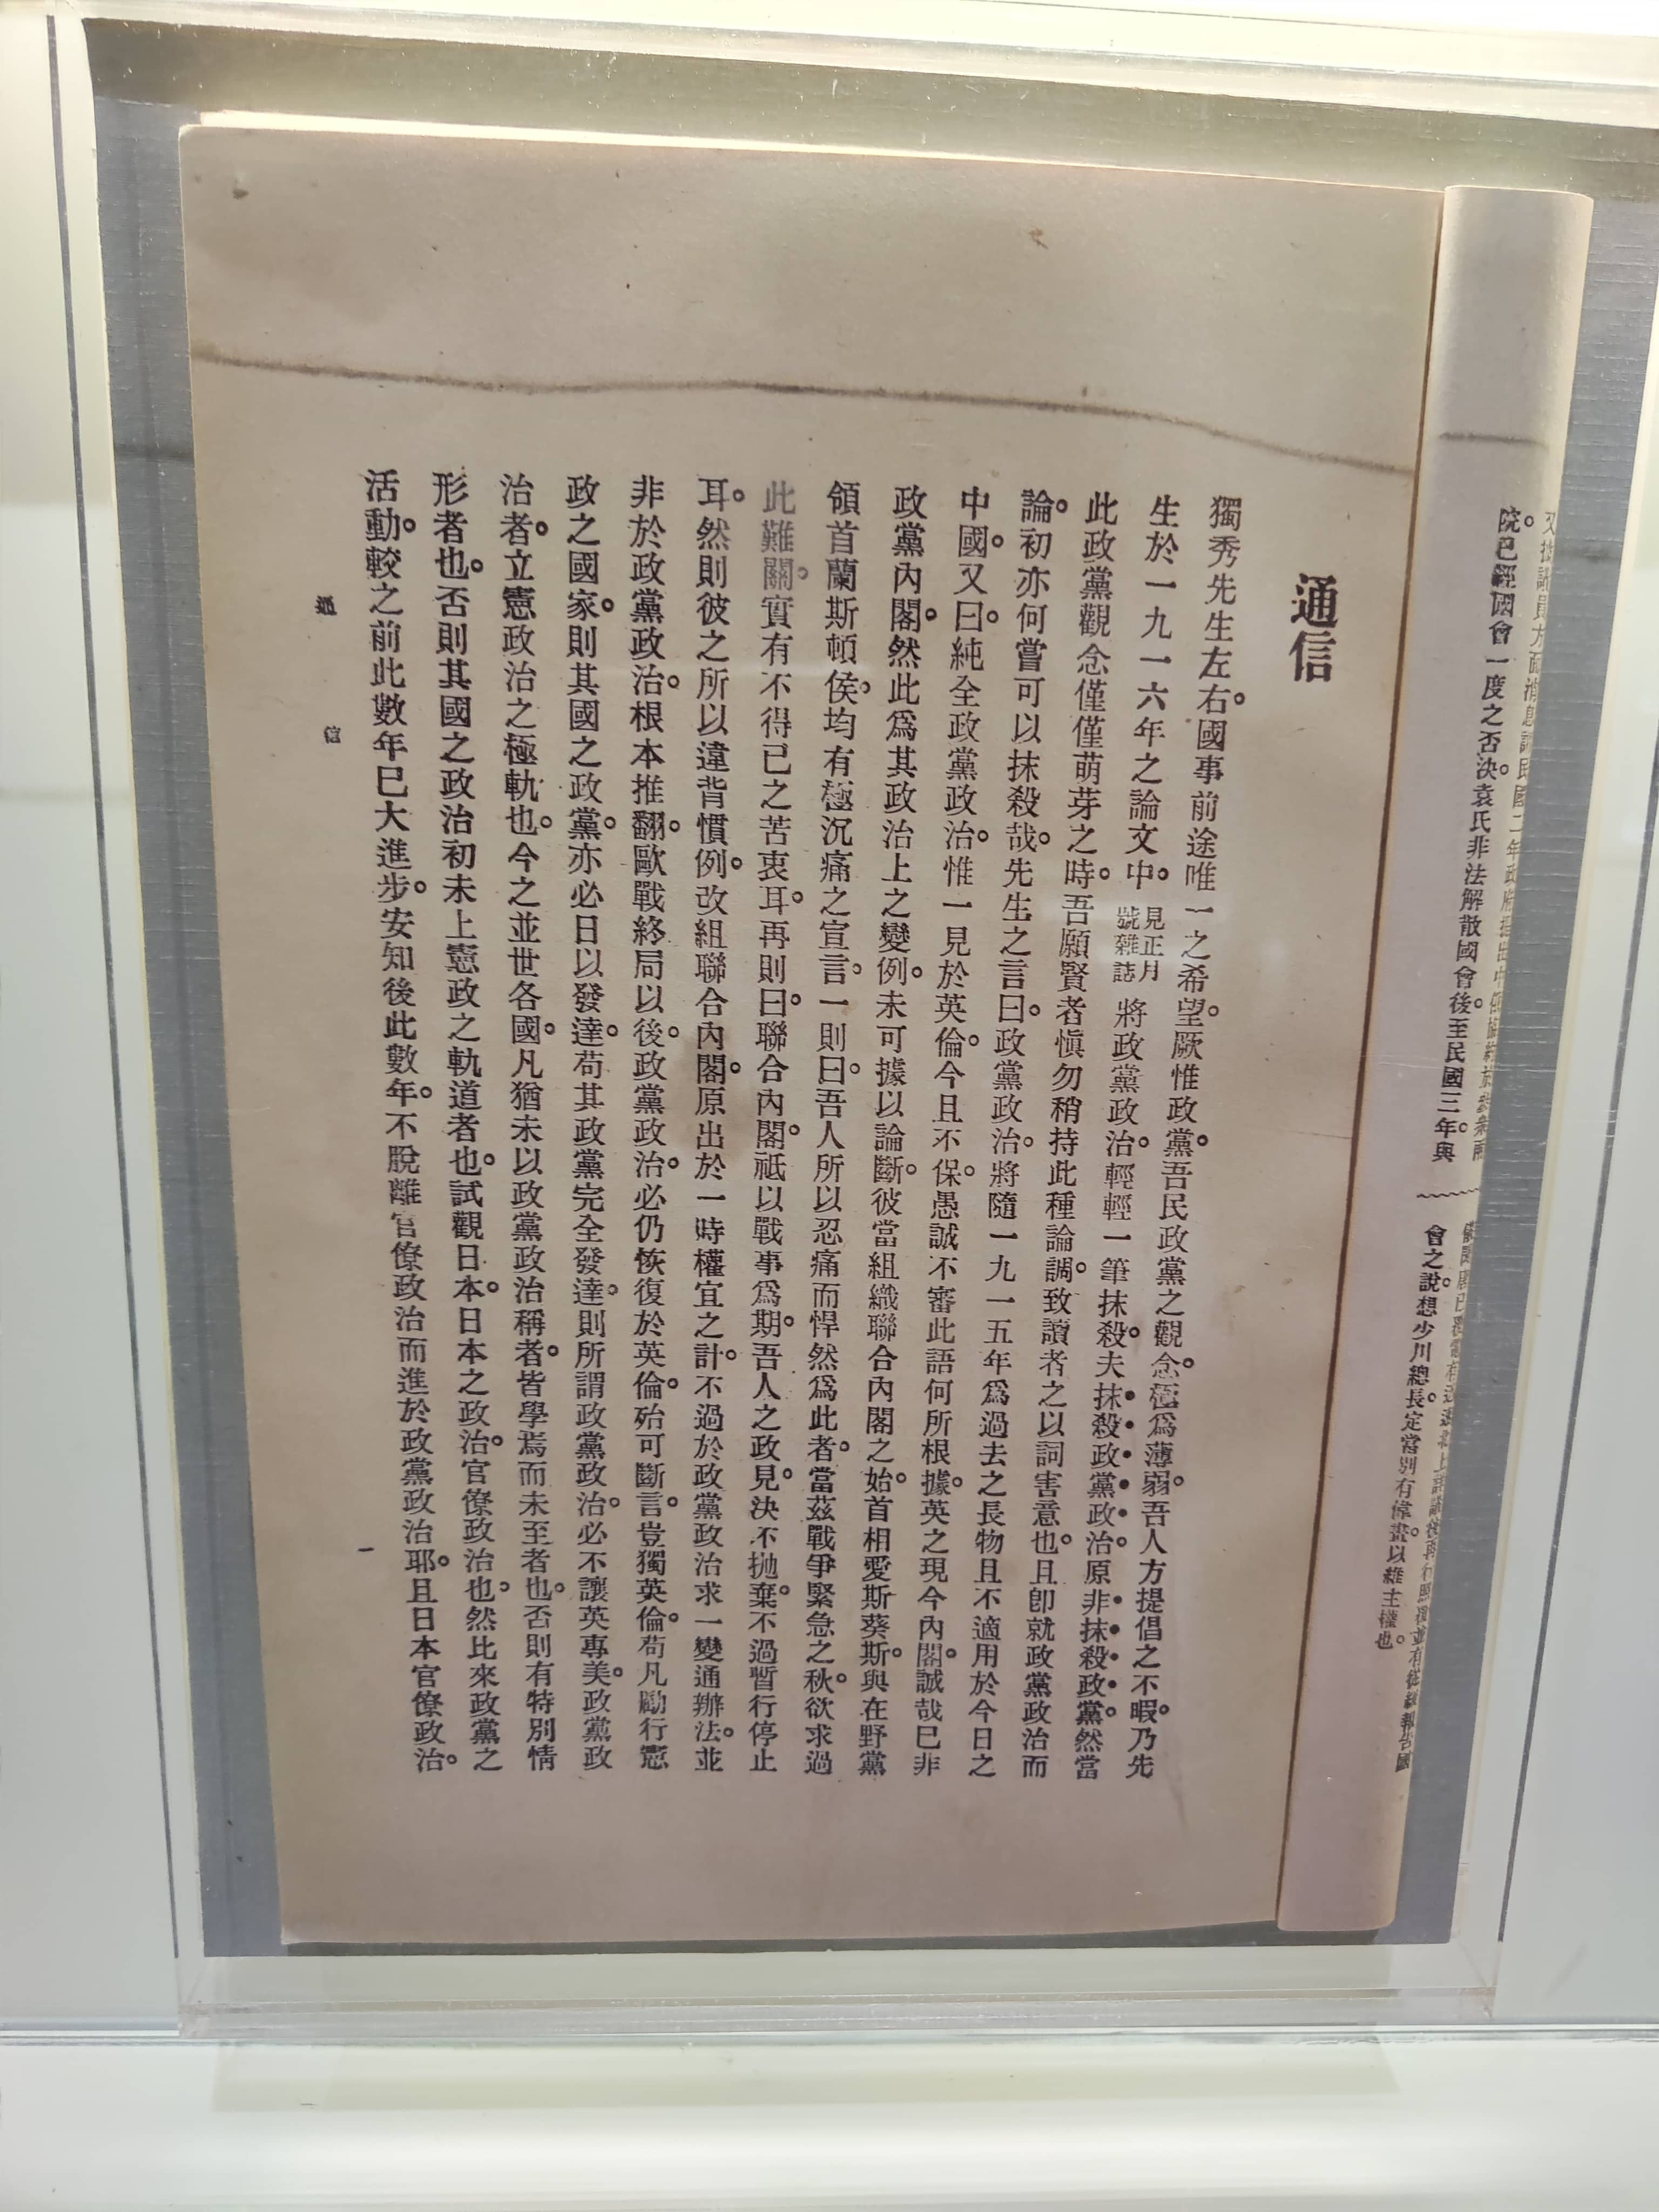 院。已經國會一度之否決。袁氏非法解散國會。後至民國三年。與
會之說。想少川總長。定當別有偉畫。以維主權也。
通信
獨秀先生左右。國事前途唯一之希望。厥惟政黨。吾民政黨之觀念。極爲薄弱。吾人方提倡之不暇。乃先
生於一九一六年之論文中。見正月號雜誌將政黨政治。輕輕一筆抹殺。夫抹殺政黨政治。原非抹殺政黨。然當
此政黨觀念僅僅萌芽之時。吾願賢者愼勿稍持此種論調。致讀者之以詞害意也。且卽就政黨政治而
論。初亦何嘗可以抹殺哉。先生之言曰。政黨政治。將隨一九一五年爲過去之長物。且不適用於今日之
中國。又曰。純全政黨政治。惟一見於英倫。今且不保。愚誠不審此語何所根據。英之現今內閣。誠哉已非
政黨內閣。然此爲其政治上之變例。未可據以論斷。彼當組織聯合內閣之始。首相愛斯葵斯。與在野黨
領首蘭斯頓侯。均有極沉痛之宣言。一則曰。吾人所以忍痛而悍然爲此者。當茲戰爭緊急之秋。欲求過
此難關。實有不得已之苦衷耳。再則曰。聯合內閣。祇以戰事爲期。吾人之政見。決不拋棄。不過暫行停止
耳。然則彼之所以違背慣例。改組聯合內閣。原出於一時權宜之計。不過於政黨政治求一變通辦法。並
非於政黨政治。根本推翻。歐戰終局以後。政黨政治。必仍恢復於英倫。殆可斷言。豈獨英倫。苟凡勵行憲
政之國家。則其國之政黨。亦必日以發達。苟其政黨完全發達。則所謂政黨政治。必不讓英專美。政黨政
治者。立憲政治之極軌也。今之並世各國。凡猶未以政黨政治稱者。皆學焉而未至者也。否則有特別情
形者也。否則其國之政治初未上憲政之軌道者也。試觀日本。日本之政治。官僚政治也。然比來政黨之
活動。較之前此數年已大進步。安知後此數年。不脫離官僚政治而進於政黨政治耶。且日本官僚政治。
通 信
一